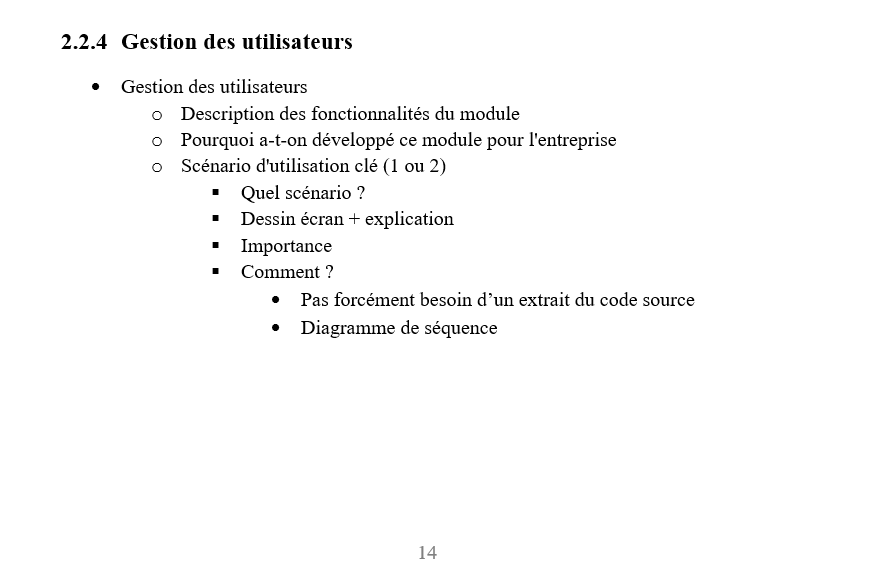 2.2.4 Gestion des utilisateurs
• Gestion des utilisateurs
o Description des fonctionnalités du module
o Pourquoi a-t-on développé ce module pour l'entreprise
o Scénario d'utilisation clé (1 ou 2)
▪ Quel scénario ?
▪ Dessin écran + explication
▪ Importance
▪ Comment ?
• Pas forcément besoin d’un extrait du code source
• Diagramme de séquence
14